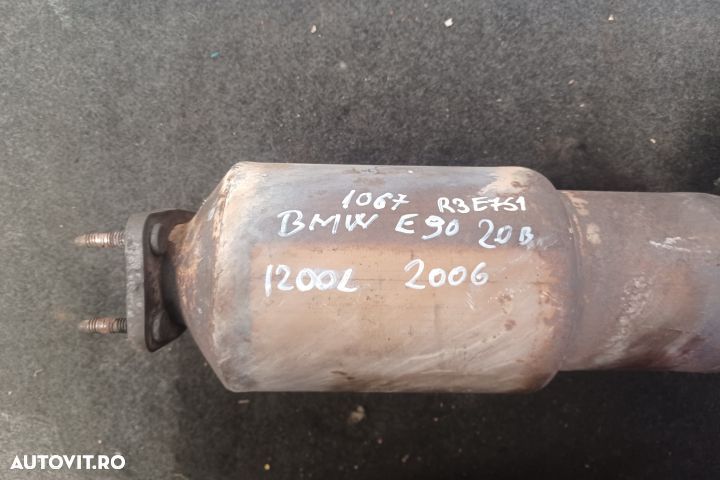 1067 R3E751
BMW E90 20B
1200L 2006
AUTOVIT.RO